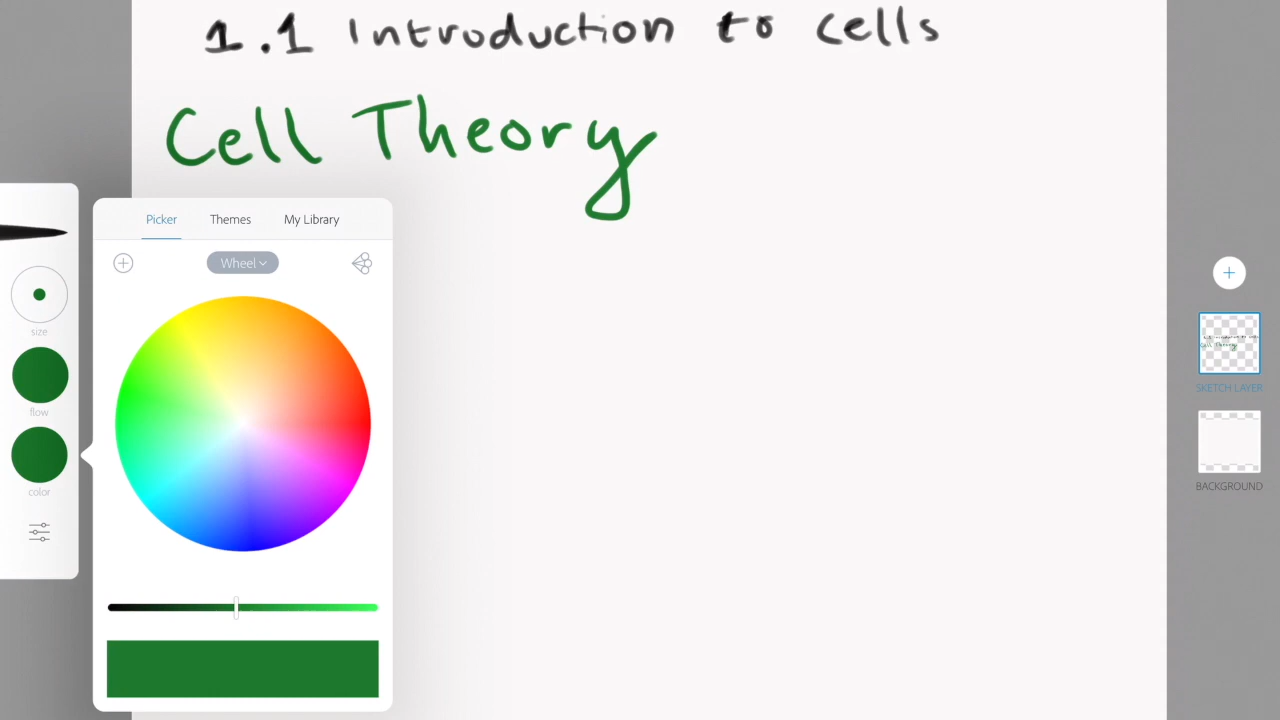 1.1 Introduction to cells
Cell Theory
Picker Themes My Library
Wheel
size
flow
color
SKETCH LAYER
BACKGROUND